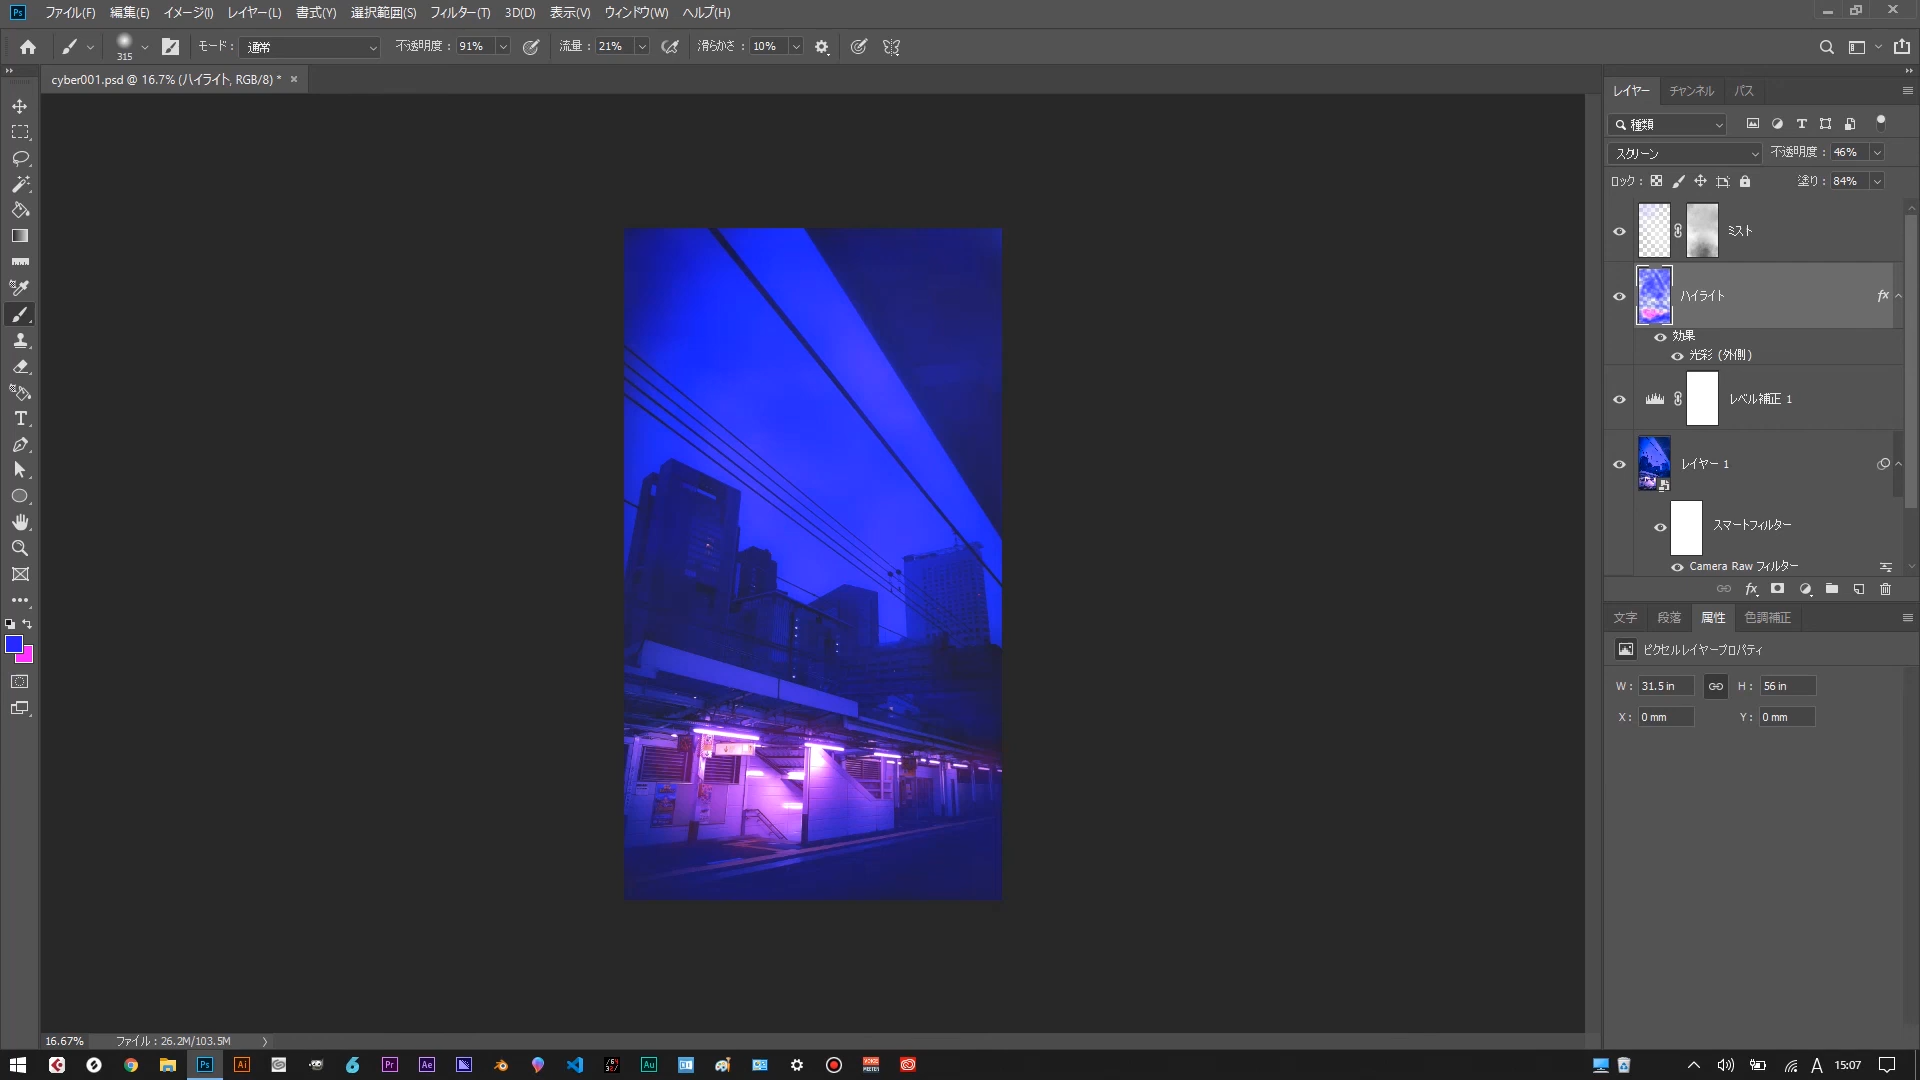 Ps ファイル(F) 編集(E) イメージ(I) レイヤー(L) 書式(Y) 選択範囲(S) フィルター(T) 3D(D) 表示(V) ウィンドウ(W) ヘルプ(H)
315 モード： 通常 不透明度： 91% 流量： 21% 滑らかさ： 10%
cyber001.psd @ 16.7% (ハイライト, RGB/8) *
レイヤー チャンネル パス
種類
スクリーン 不透明度： 46%
ロック： 塗り： 84%
ミスト
ハイライト fx
効果
光彩 (外側)
レベル補正 1
レイヤー 1
スマートフィルター
Camera Raw フィルター
fx
文字 段落 属性 色調補正
ピクセルレイヤープロパティ
W： 31.5 in H： 56 in
X： 0 mm Y： 0 mm
16.67% ファイル：26.2M/103.5M
Ps Ai Pr Ae Au A 15:07